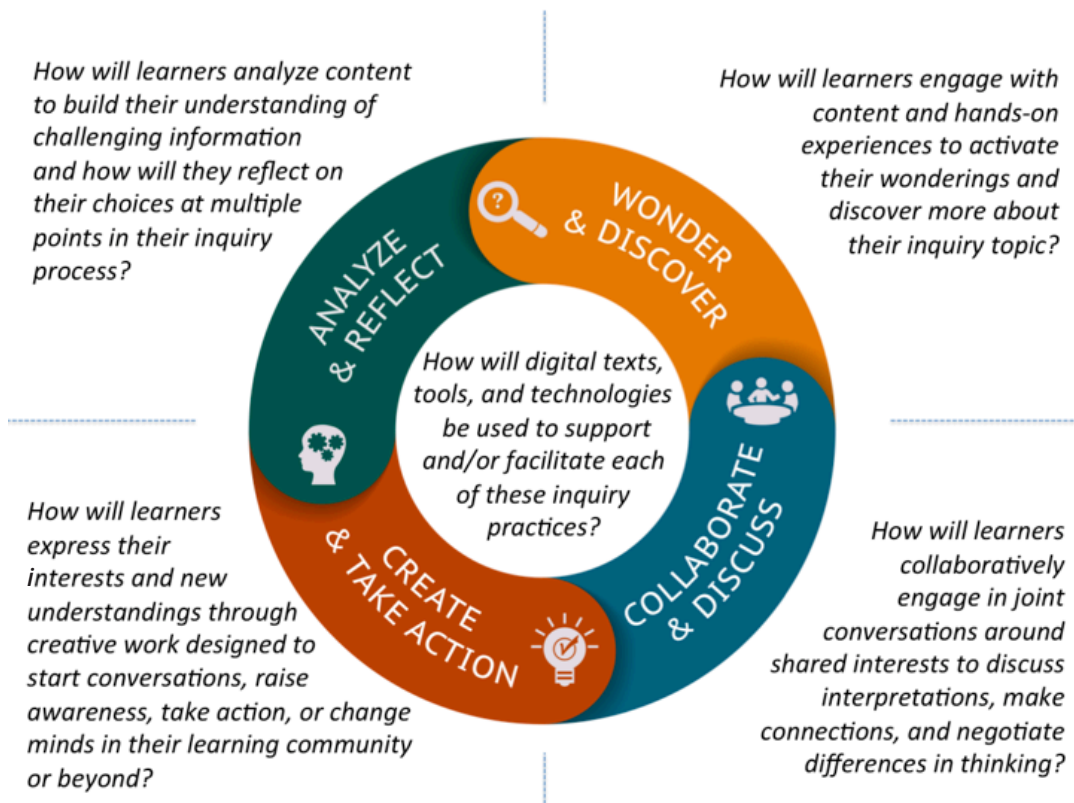 How will learners analyze content
to build their understanding of
challenging information
and how will they reflect on
their choices at multiple
points in their inquiry
process?
How will learners engage with
content and hands-on
experiences to activate
their wonderings and
discover more about
their inquiry topic?
ANALYZE
& REFLECT
?
WONDER
& DISCOVER
How will digital texts,
tools, and technologies
be used to support
and/or facilitate each
of these inquiry
practices?
COLLABORATE
& DISCUSS
CREATE
& TAKE ACTION
How will learners
express their
interests and new
understandings through
creative work designed to
start conversations, raise
awareness, take action, or change
minds in their learning community
or beyond?
How will learners
collaboratively
engage in joint
conversations around
shared interests to discuss
interpretations, make
connections, and negotiate
differences in thinking?